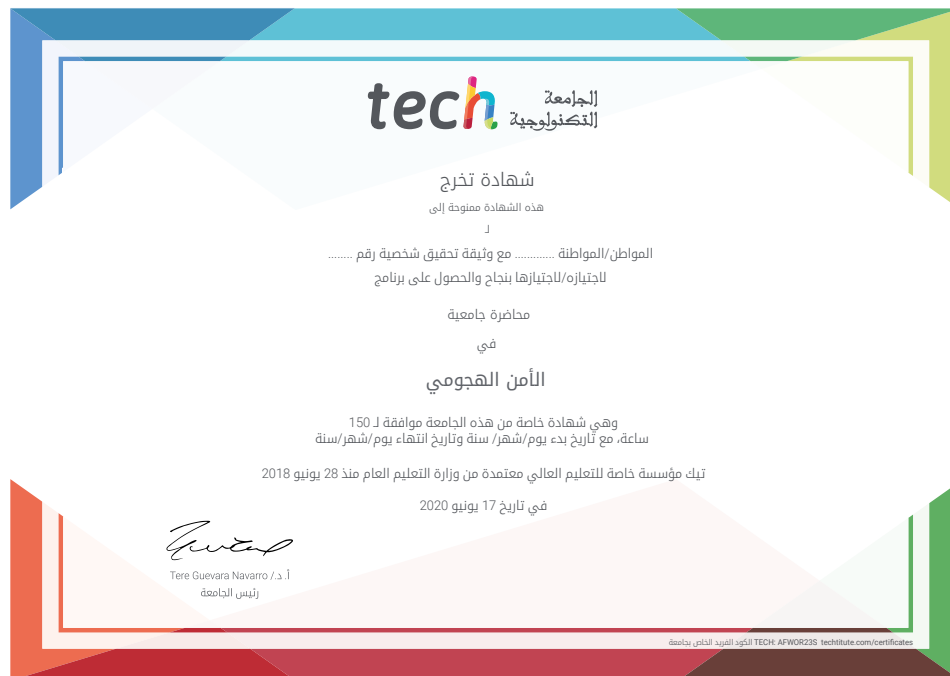 tech الجامعة
التكنولوجية
شهادة تخرج
هذه الشهادة ممنوحة إلى
لـ
المواطن/المواطنة ............ مع وثيقة تحقيق شخصية رقم ........
لاجتيازه/لاجتيازها بنجاح والحصول على برنامج
محاضرة جامعية
في
الأمن الهجومي
وهي شهادة خاصة من هذه الجامعة موافقة لـ 150
ساعة، مع تاريخ بدء يوم/شهر/ سنة وتاريخ انتهاء يوم/شهر/سنة
تيك مؤسسة خاصة للتعليم العالي معتمدة من وزارة التعليم العام منذ 28 يونيو 2018
في تاريخ 17 يونيو 2020
أ. د./ Tere Guevara Navarro
رئيس الجامعة
الكود الفريد الخاص بجامعة TECH: AFWOR23S techtitute.com/certificates